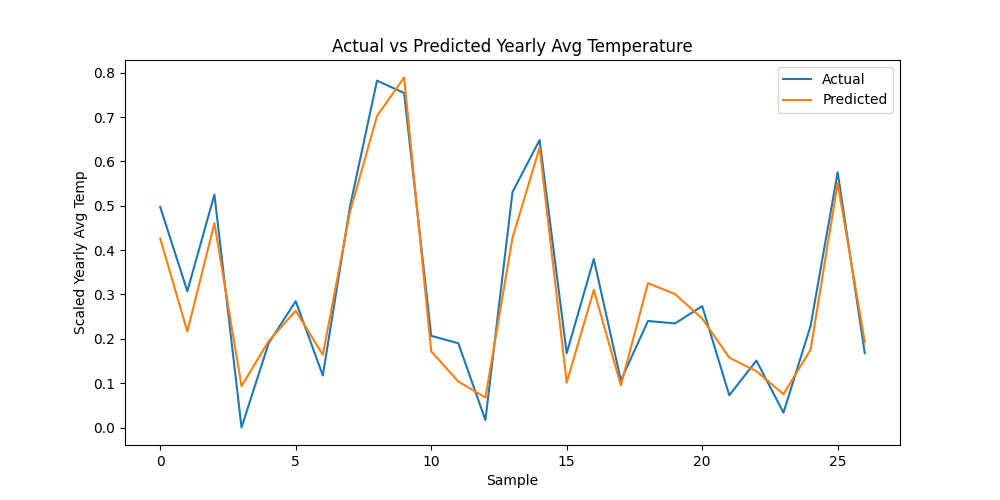 Actual vs Predicted Yearly Avg Temperature
Actual
Predicted
Scaled Yearly Avg Temp
0.8
0.7
0.6
0.5
0.4
0.3
0.2
0.1
0.0
0 5 10 15 20 25
Sample